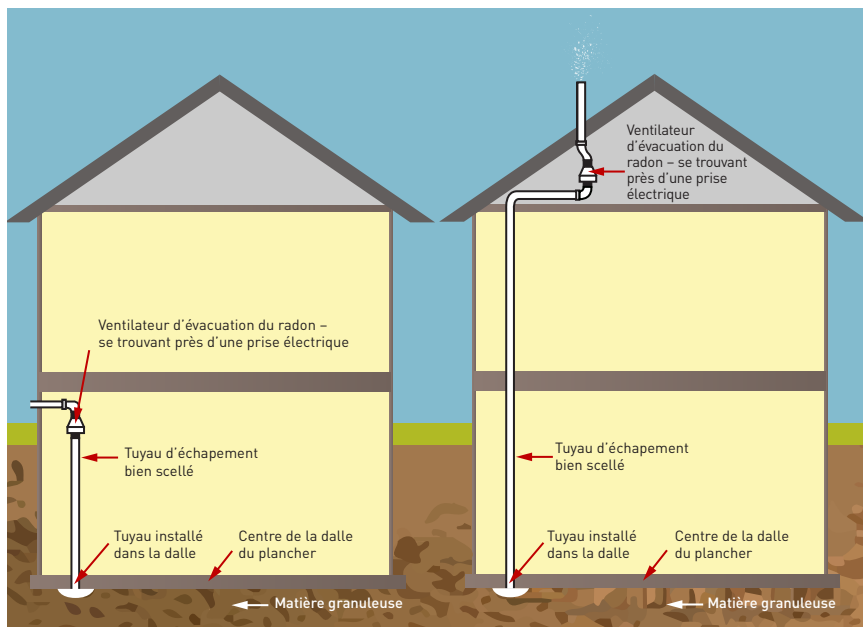 Ventilateur d’évacuation du radon –
se trouvant près d’une prise électrique
Tuyau d’échapement
bien scellé
Tuyau installé
dans la dalle
Centre de la dalle
du plancher
Matière granuleuse
Ventilateur
d’évacuation du
radon – se trouvant
près d’une prise
électrique
Tuyau d’échapement
bien scellé
Tuyau installé
dans la dalle
Centre de la dalle
du plancher
Matière granuleuse